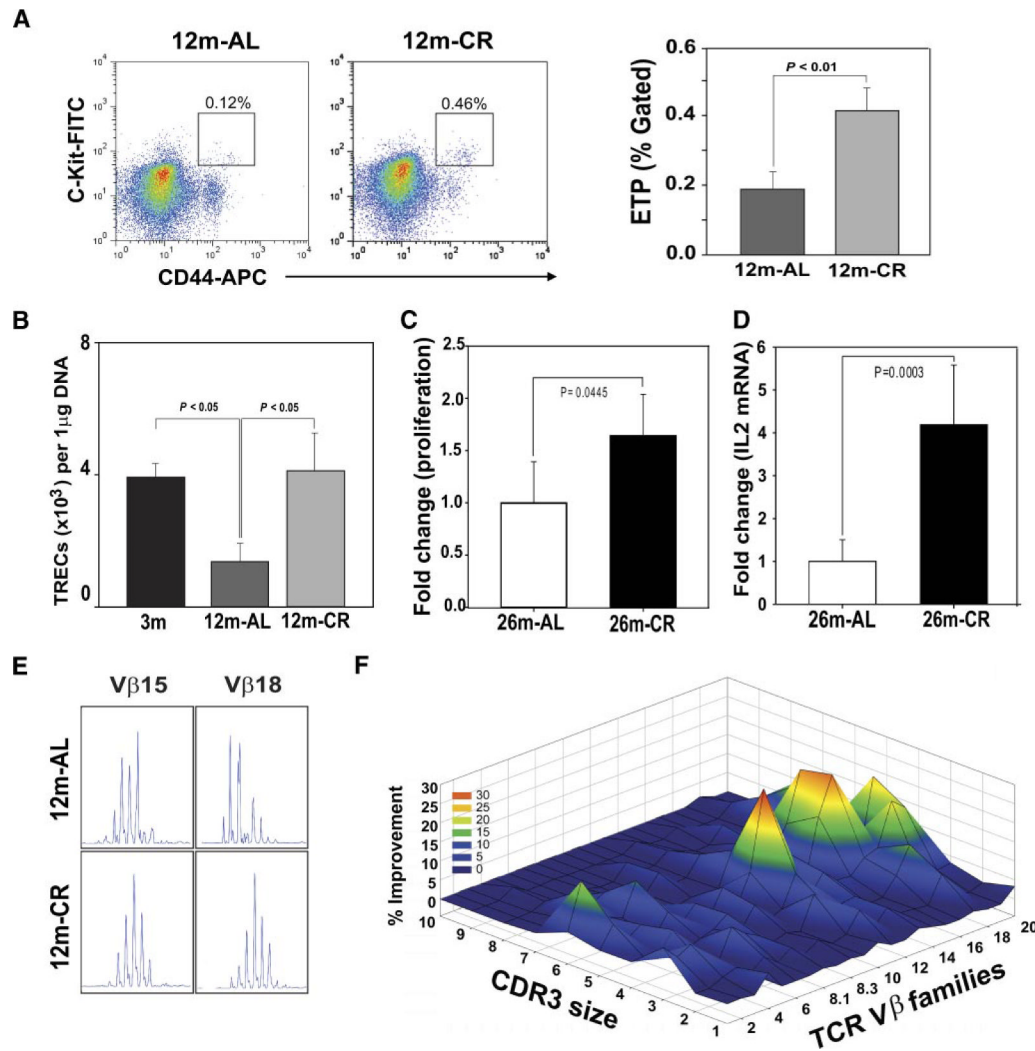 A
12m-AL
12m-CR
C-Kit-FITC
10⁴
10³
10²
10¹
10⁰
0.12%
10⁰ 10¹ 10² 10³ 10⁴
10⁴
10³
10²
10¹
10⁰
0.46%
10⁰ 10¹ 10² 10³ 10⁴
CD44-APC
ETP (% Gated)
0.6
0.4
0.2
0.0
P < 0.01
12m-AL 12m-CR
B
TRECs (x10³) per 1µg DNA
8
4
0
P < 0.05 P < 0.05
3m 12m-AL 12m-CR
C
Fold change (proliferation)
2.5
2.0
1.5
1.0
0.5
0.0
P= 0.0445
26m-AL 26m-CR
D
Fold change (IL2 mRNA)
6
5
4
3
2
1
0
P=0.0003
26m-AL 26m-CR
E
Vβ15 Vβ18
12m-AL
12m-CR
F
% Improvement
30
25
20
15
10
5
0
30
25
20
15
10
5
0
10 9 8 7 6 5 4 3 2 1
CDR3 size
2 4 6 8.1 8.3 10 12 14 16 18 20
TCR Vβ families